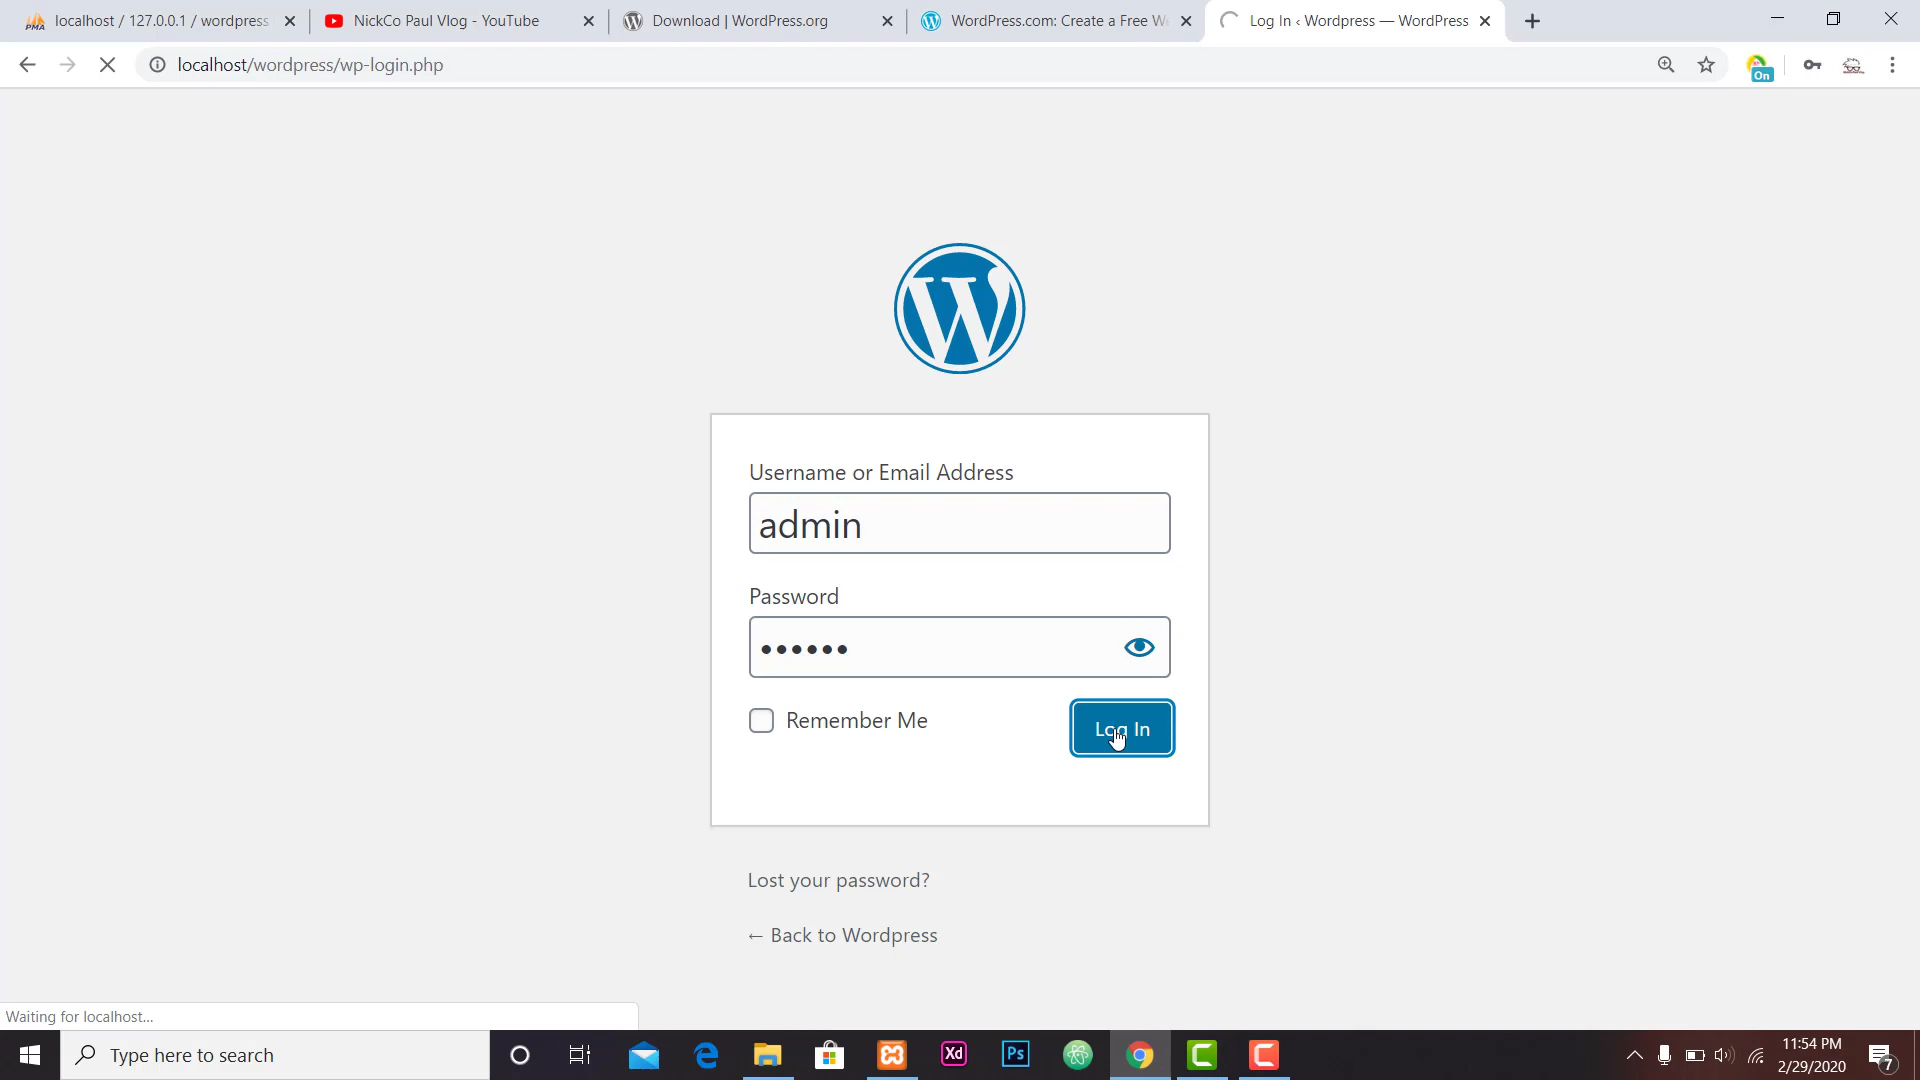 localhost / 127.0.0.1 / wordpress
NickCo Paul Vlog - YouTube
Download | WordPress.org
WordPress.com: Create a Free W
Log In ‹ Wordpress — WordPress
localhost/wordpress/wp-login.php
On
Username or Email Address
admin
Password
Remember Me
Log In
Lost your password?
← Back to Wordpress
Waiting for localhost...
Type here to search
Xd
Ps
11:54 PM
2/29/2020
7